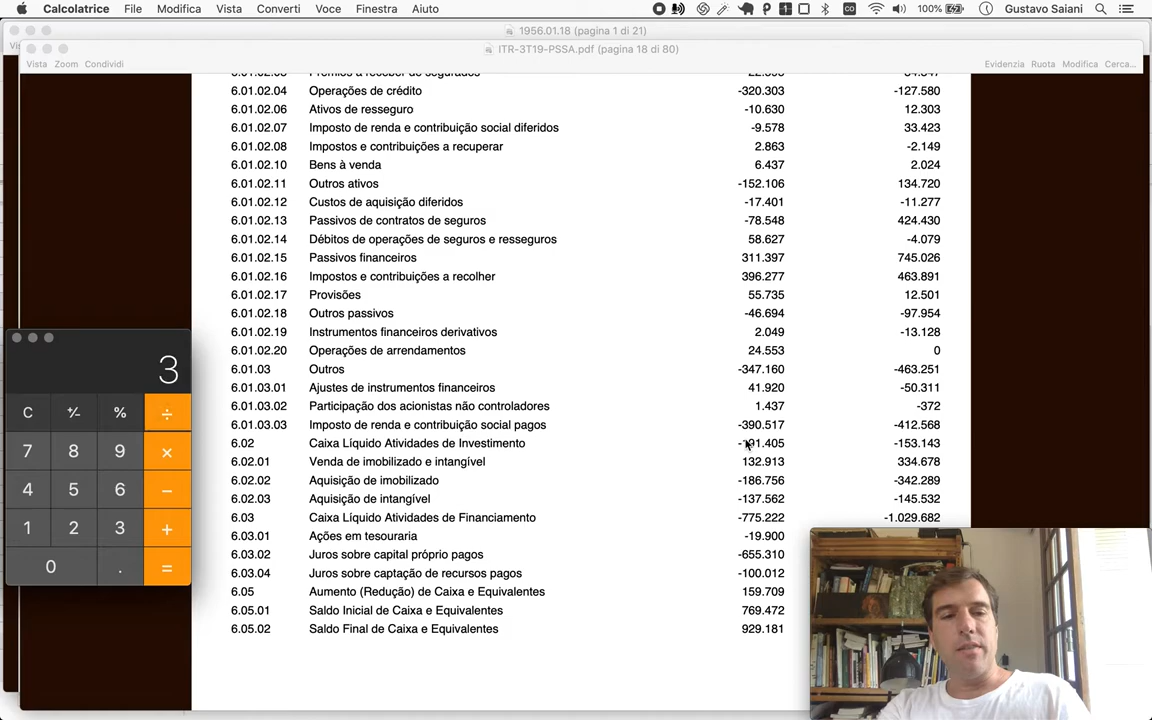 Calcolatrice File Modifica Vista Converti Voce Finestra Aiuto 100% Gustavo Saiani
1956.01.18 (pagina 1 di 21)
ITR-3T19-PSSA.pdf (pagina 18 di 80)
Vista Zoom Condividi Evidenzia Ruota Modifica Cerca...
6.01.02.03 Prêmios a receber de segurados
6.01.02.04 Operações de crédito -320.303 -127.580
6.01.02.06 Ativos de resseguro -10.630 12.303
6.01.02.07 Imposto de renda e contribuição social diferidos -9.578 33.423
6.01.02.08 Impostos e contribuições a recuperar 2.863 -2.149
6.01.02.10 Bens à venda 6.437 2.024
6.01.02.11 Outros ativos -152.106 134.720
6.01.02.12 Custos de aquisição diferidos -17.401 -11.277
6.01.02.13 Passivos de contratos de seguros -78.548 424.430
6.01.02.14 Débitos de operações de seguros e resseguros 58.627 -4.079
6.01.02.15 Passivos financeiros 311.397 745.026
6.01.02.16 Impostos e contribuições a recolher 396.277 463.891
6.01.02.17 Provisões 55.735 12.501
6.01.02.18 Outros passivos -46.694 -97.954
6.01.02.19 Instrumentos financeiros derivativos 2.049 -13.128
6.01.02.20 Operações de arrendamentos 24.553 0
6.01.03 Outros -347.160 -463.251
6.01.03.01 Ajustes de instrumentos financeiros 41.920 -50.311
6.01.03.02 Participação dos acionistas não controladores 1.437 -372
6.01.03.03 Imposto de renda e contribuição social pagos -390.517 -412.568
6.02 Caixa Líquido Atividades de Investimento -191.405 -153.143
6.02.01 Venda de imobilizado e intangível 132.913 334.678
6.02.02 Aquisição de imobilizado -186.756 -342.289
6.02.03 Aquisição de intangível -137.562 -145.532
6.03 Caixa Líquido Atividades de Financiamento -775.222 -1.029.682
6.03.01 Ações em tesouraria -19.900
6.03.02 Juros sobre capital próprio pagos -655.310
6.03.04 Juros sobre captação de recursos pagos -100.012
6.05 Aumento (Redução) de Caixa e Equivalentes 159.709
6.05.01 Saldo Inicial de Caixa e Equivalentes 769.472
6.05.02 Saldo Final de Caixa e Equivalentes 929.181
3
C +/- % ÷
7 8 9 ×
4 5 6 −
1 2 3 +
0 . =